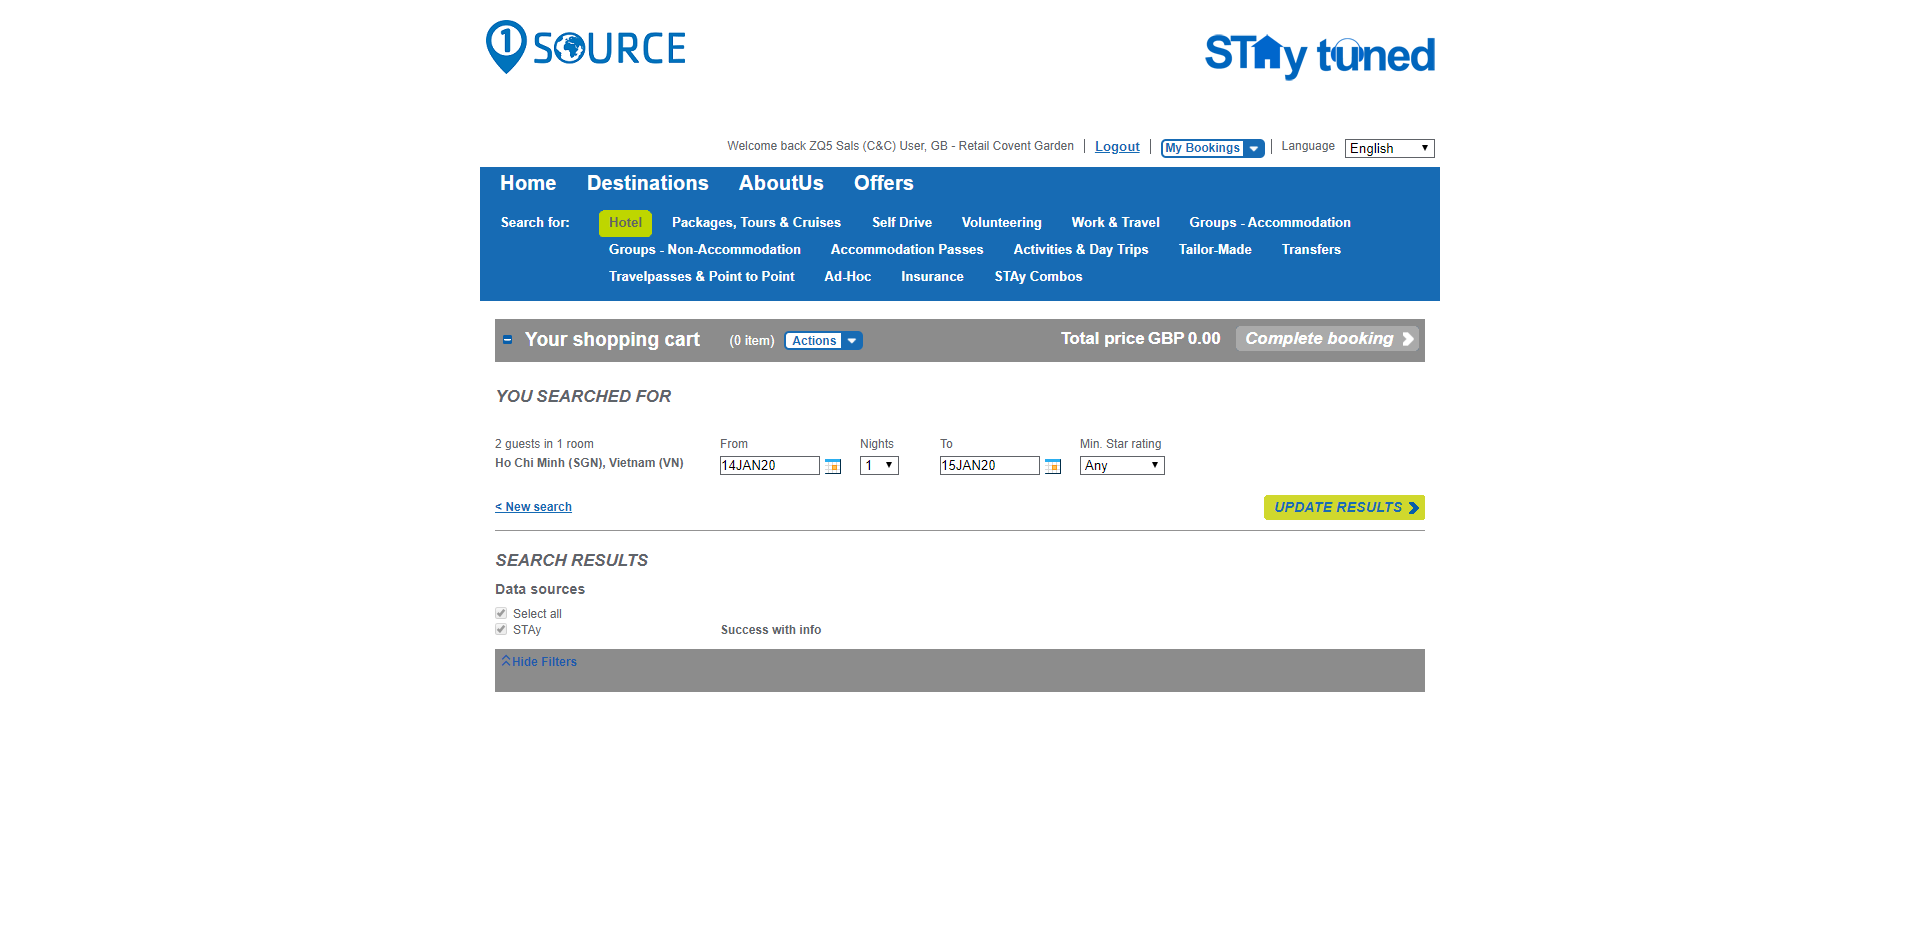 1 SOURCE
STAy tuned
Welcome back ZQ5 Sals (C&C) User, GB - Retail Covent Garden Logout My Bookings Language English
Home Destinations AboutUs Offers
Search for: Hotel Packages, Tours & Cruises Self Drive Volunteering Work & Travel Groups - Accommodation
Groups - Non-Accommodation Accommodation Passes Activities & Day Trips Tailor-Made Transfers
Travelpasses & Point to Point Ad-Hoc Insurance STAy Combos
Your shopping cart (0 item) Actions Total price GBP 0.00 Complete booking
YOU SEARCHED FOR
2 guests in 1 room From Nights To Min. Star rating
Ho Chi Minh (SGN), Vietnam (VN) 14JAN20 1 15JAN20 Any
< New search UPDATE RESULTS
SEARCH RESULTS
Data sources
Select all
STAy Success with info
Hide Filters